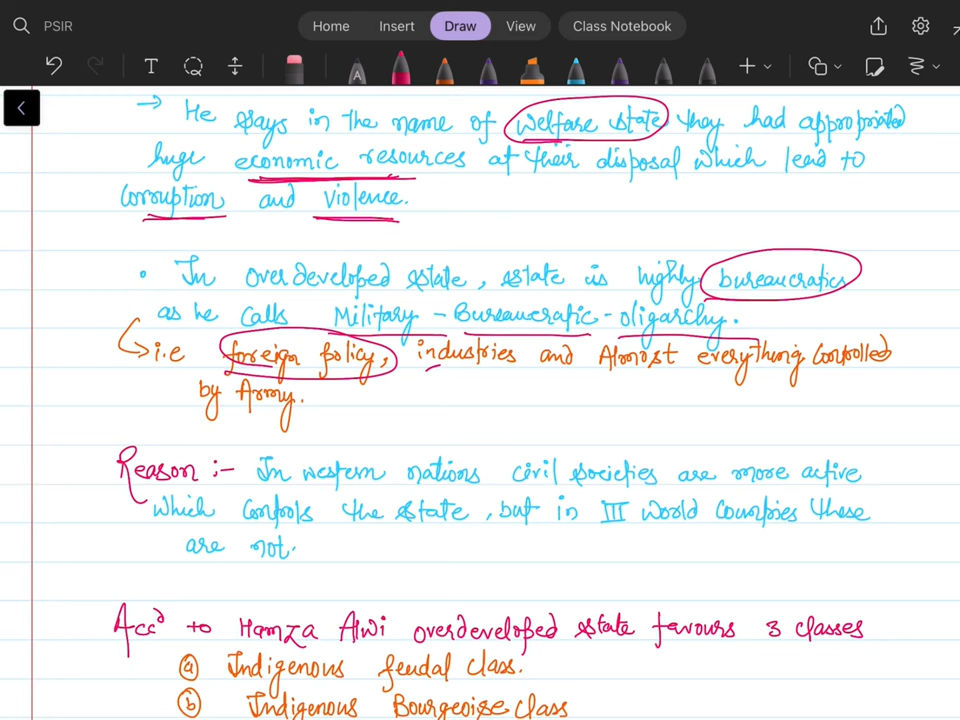 PSIR
Home Insert Draw View Class Notebook
T
A
→ He says in the name of welfare state they had appropriated
huge economic resources at their disposal which lead to
corruption and violence.
• In overdeveloped state, state is highly bureaucratic
as he calls Military - Bureaucratic - oligarchy.
i.e foreign policy, industries and Almost everything controlled
by Army.
Reason :- In western nations civil societies are more active
which controls the state, but in III world countries these
are not.
Accd to Hamza Alwi overdeveloped state favours 3 classes
(a) Indigenous feudal class.
(b) Indigenous Bourgeoise class